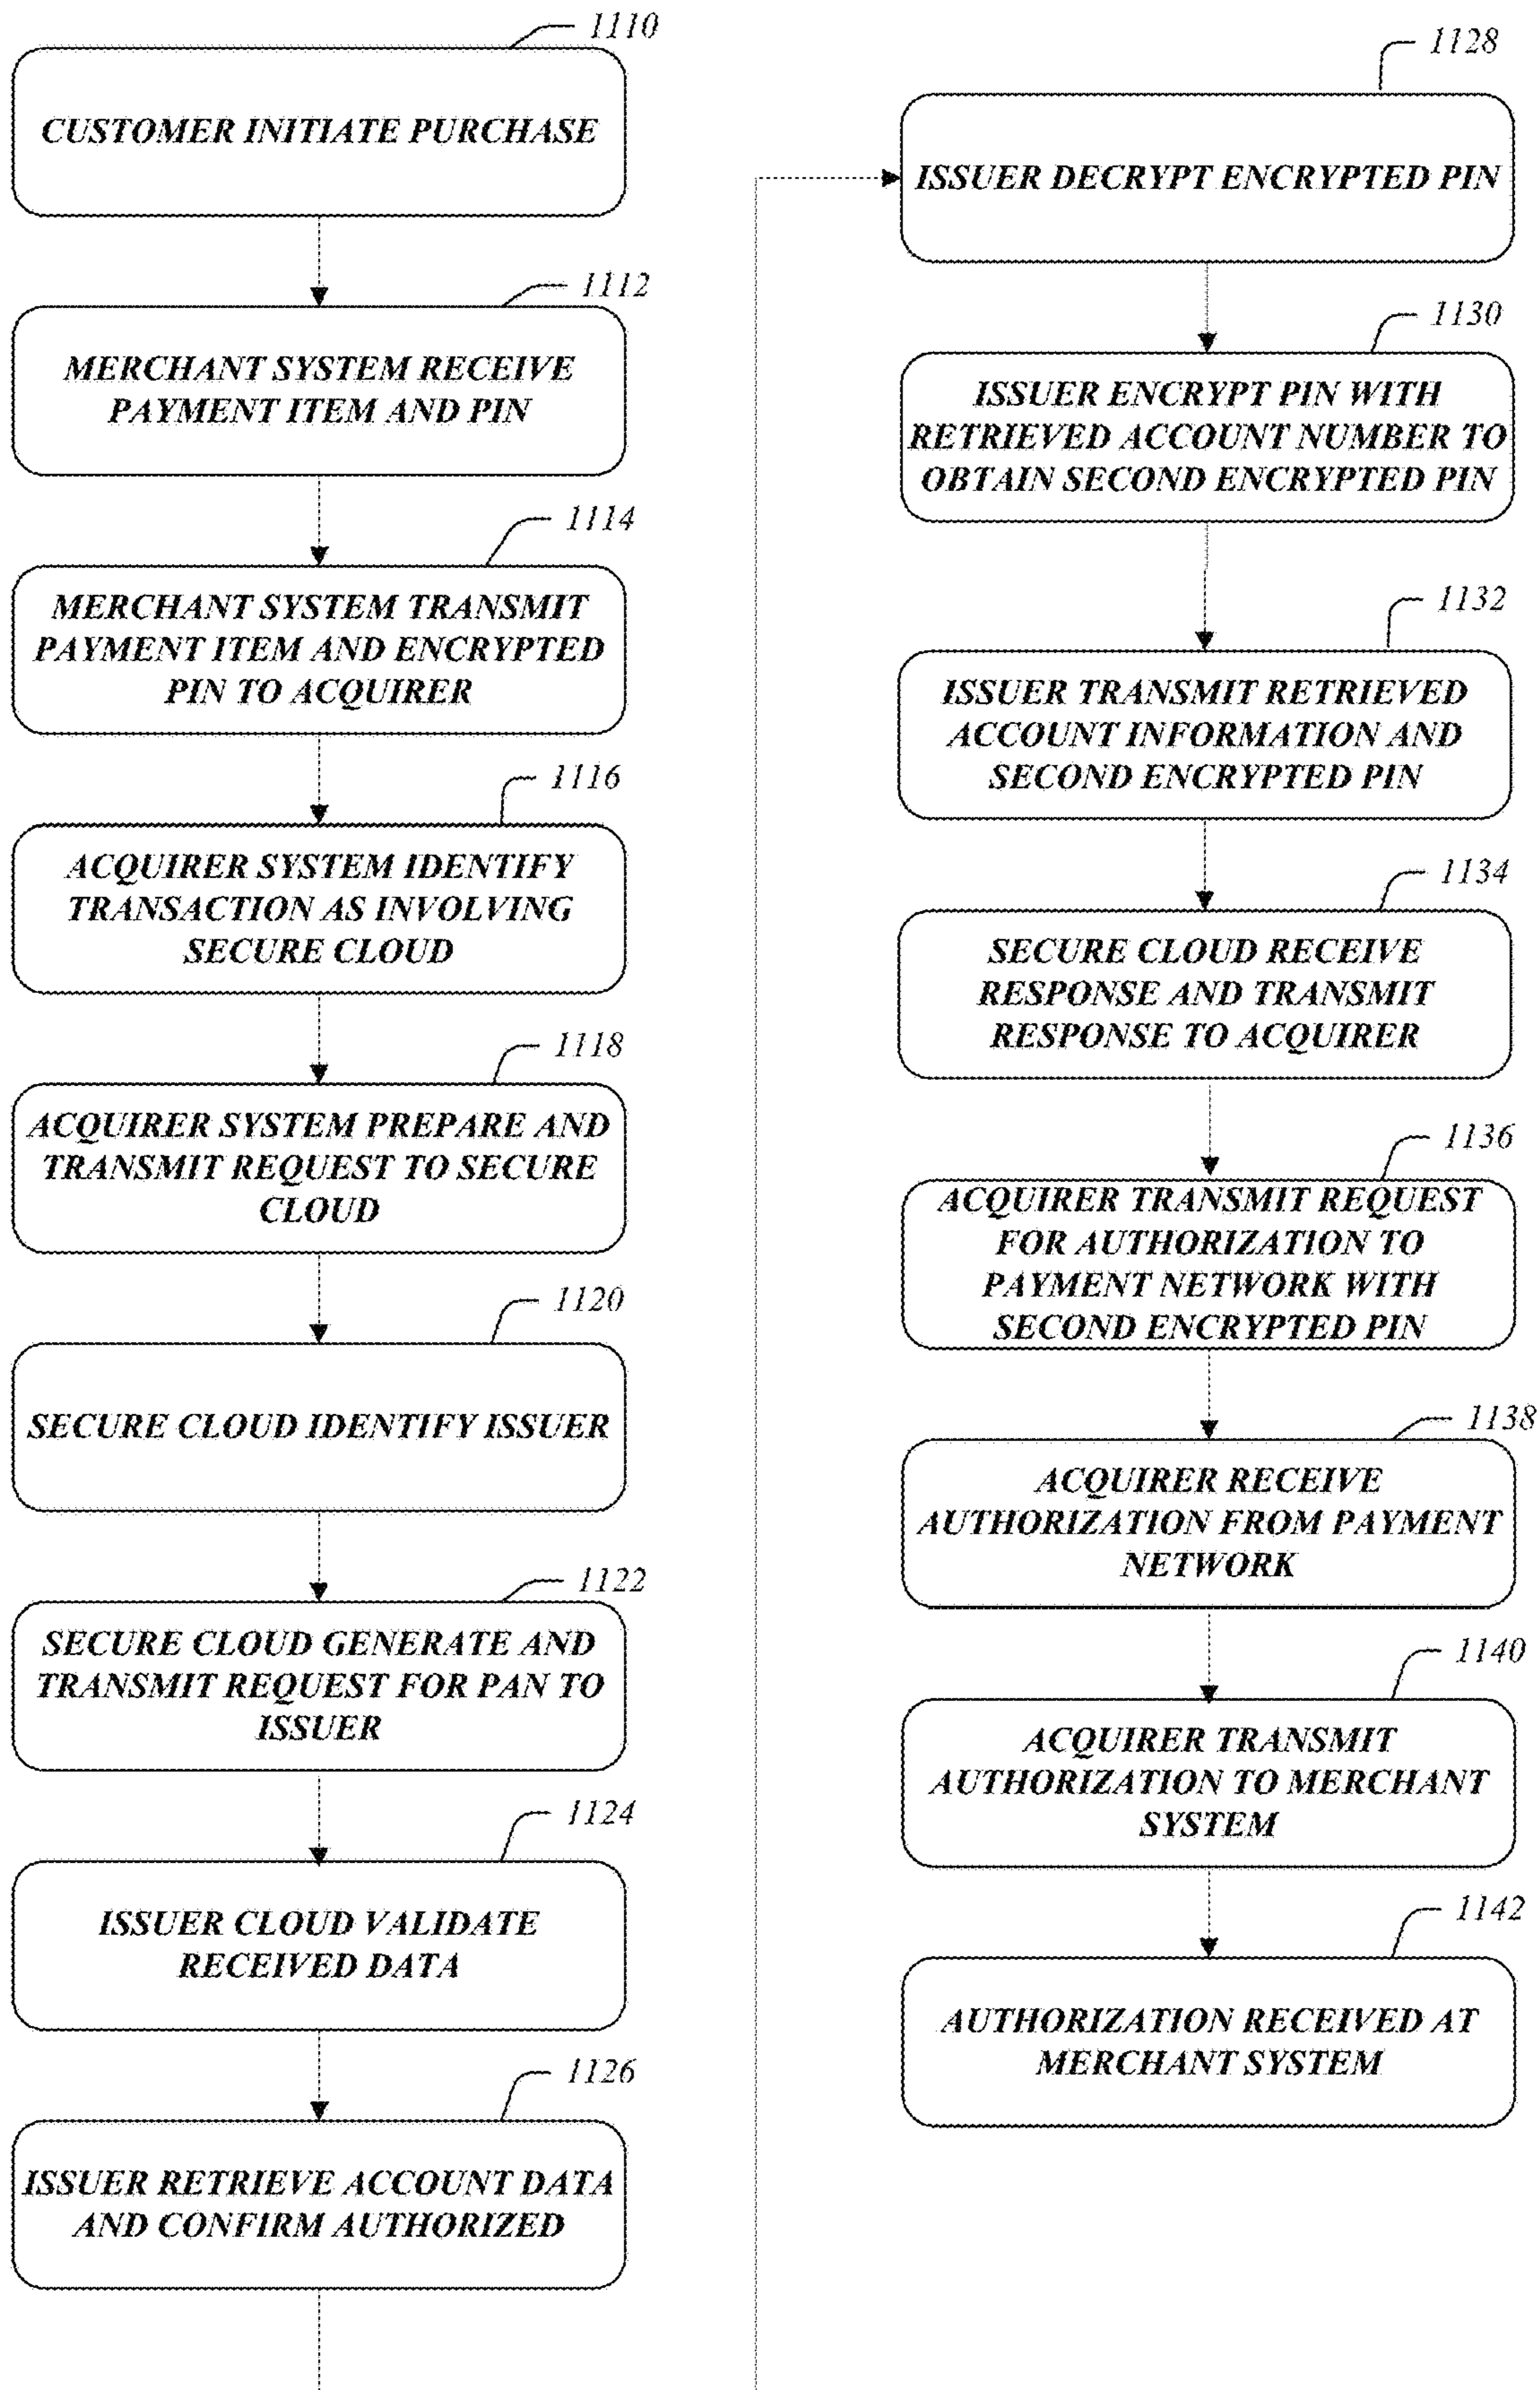 1110
CUSTOMER INITIATE PURCHASE
1112
MERCHANT SYSTEM RECEIVE
PAYMENT ITEM AND PIN
1114
MERCHANT SYSTEM TRANSMIT
PAYMENT ITEM AND ENCRYPTED
PIN TO ACQUIRER
1116
ACQUIRER SYSTEM IDENTIFY
TRANSACTION AS INVOLVING
SECURE CLOUD
1118
ACQUIRER SYSTEM PREPARE AND
TRANSMIT REQUEST TO SECURE
CLOUD
1120
SECURE CLOUD IDENTIFY ISSUER
1122
SECURE CLOUD GENERATE AND
TRANSMIT REQUEST FOR PAN TO
ISSUER
1124
ISSUER CLOUD VALIDATE
RECEIVED DATA
1126
ISSUER RETRIEVE ACCOUNT DATA
AND CONFIRM AUTHORIZED
1128
ISSUER DECRYPT ENCRYPTED PIN
1130
ISSUER ENCRYPT PIN WITH
RETRIEVED ACCOUNT NUMBER TO
OBTAIN SECOND ENCRYPTED PIN
1132
ISSUER TRANSMIT RETRIEVED
ACCOUNT INFORMATION AND
SECOND ENCRYPTED PIN
1134
SECURE CLOUD RECEIVE
RESPONSE AND TRANSMIT
RESPONSE TO ACQUIRER
1136
ACQUIRER TRANSMIT REQUEST
FOR AUTHORIZATION TO
PAYMENT NETWORK WITH
SECOND ENCRYPTED PIN
1138
ACQUIRER RECEIVE
AUTHORIZATION FROM PAYMENT
NETWORK
1140
ACQUIRER TRANSMIT
AUTHORIZATION TO MERCHANT
SYSTEM
1142
AUTHORIZATION RECEIVED AT
MERCHANT SYSTEM